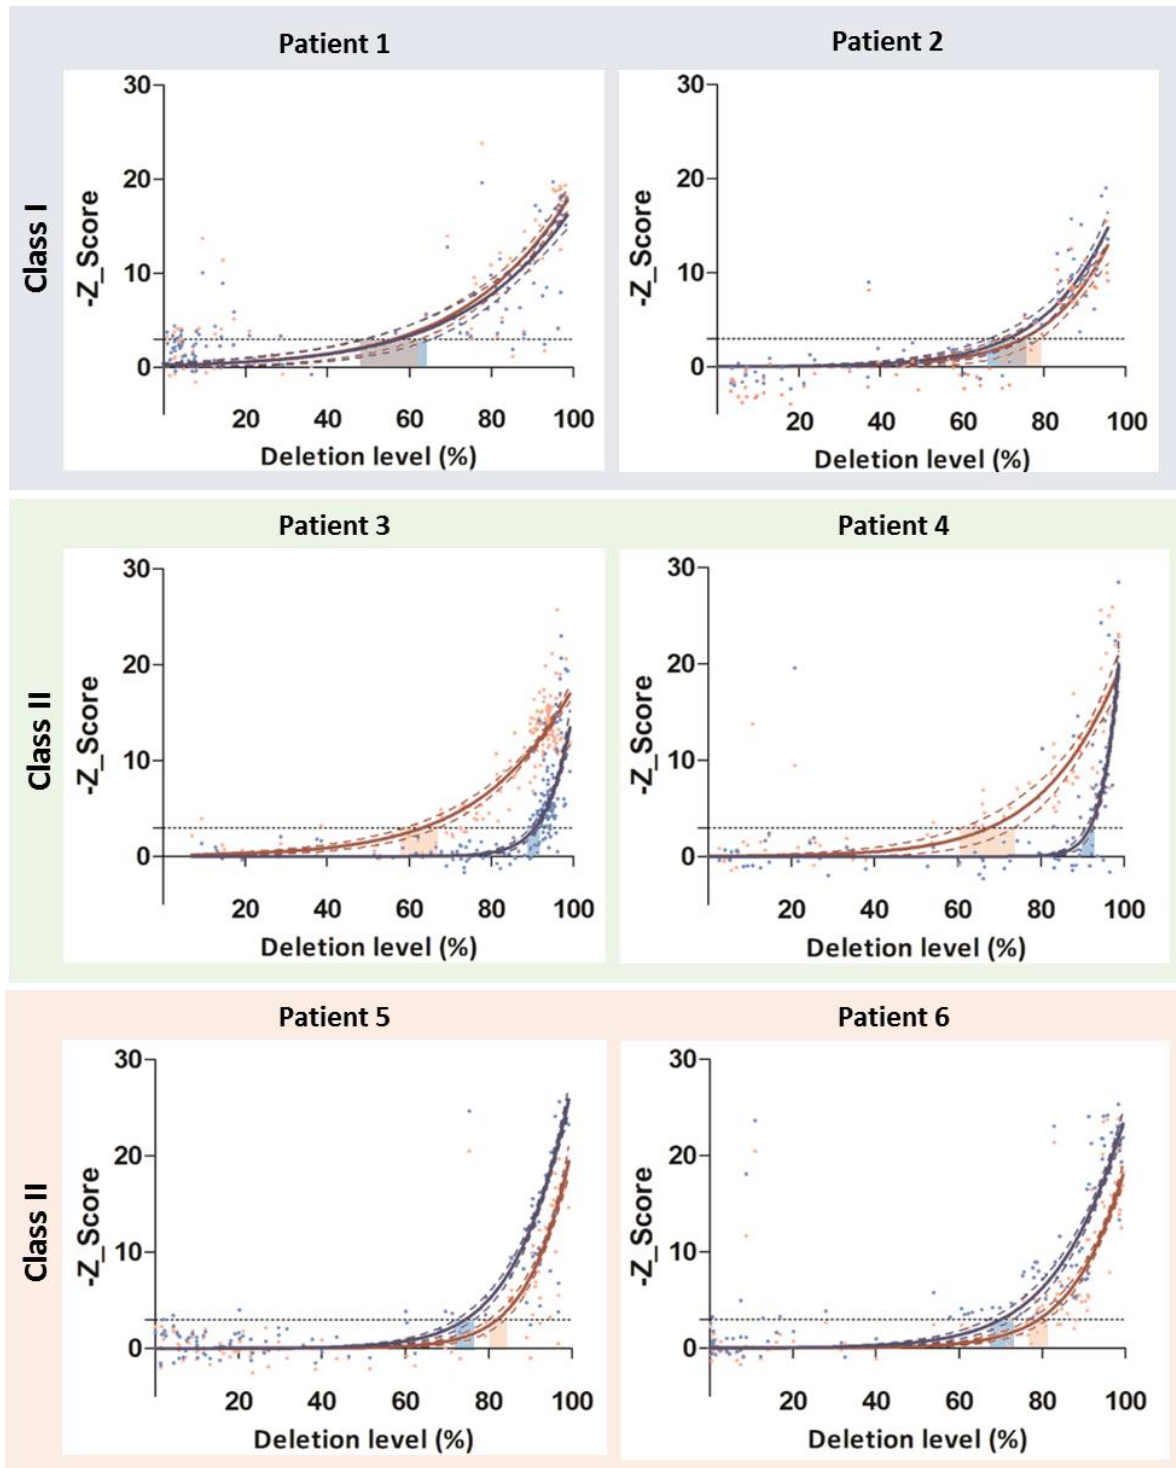 Patient 1
Patient 2
Class I
-Z_Score
30
20
10
0
20 40 60 80 100
Deletion level (%)
-Z_Score
30
20
10
0
20 40 60 80 100
Deletion level (%)
Patient 3
Patient 4
Class II
-Z_Score
30
20
10
0
20 40 60 80 100
Deletion level (%)
-Z_Score
30
20
10
0
20 40 60 80 100
Deletion level (%)
Patient 5
Patient 6
Class II
-Z_Score
30
20
10
0
20 40 60 80 100
Deletion level (%)
-Z_Score
30
20
10
0
20 40 60 80 100
Deletion level (%)